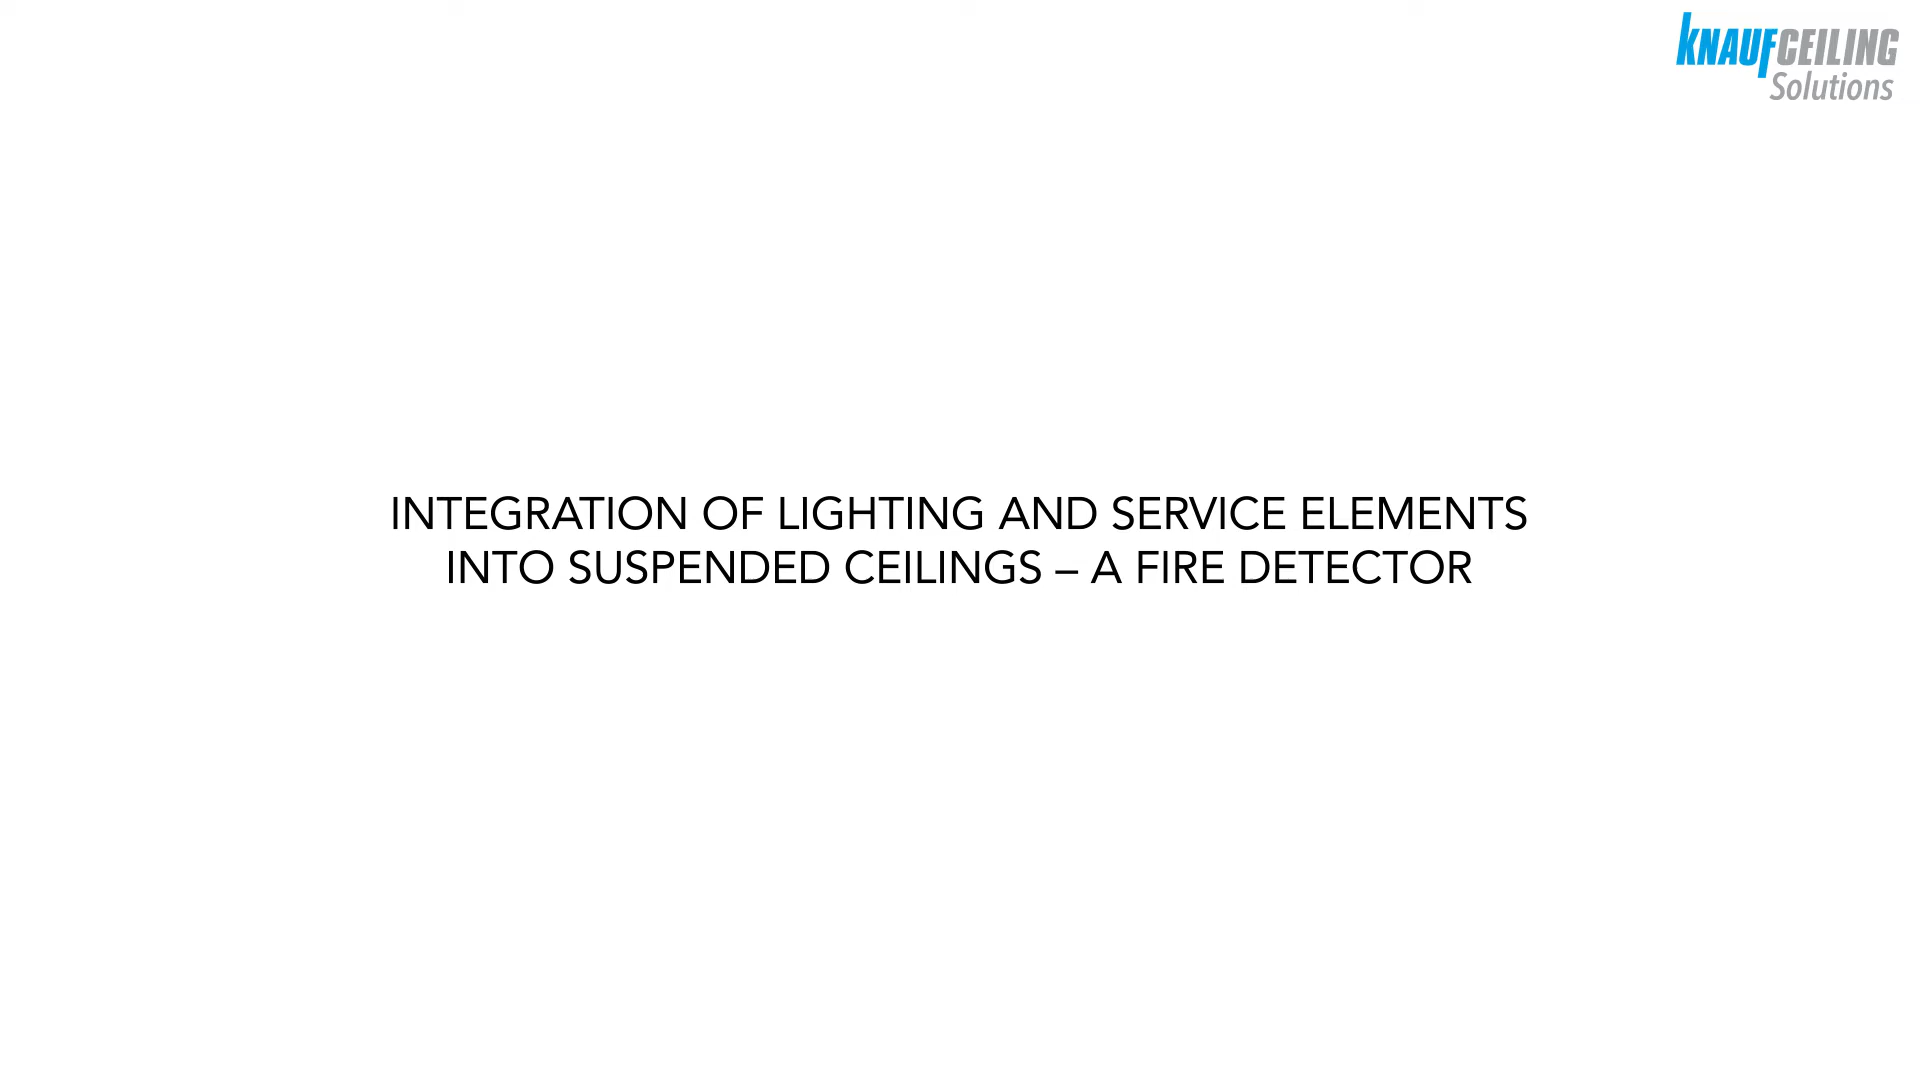 KNAUFCEILING
Solutions
INTEGRATION OF LIGHTING AND SERVICE ELEMENTS
INTO SUSPENDED CEILINGS – A FIRE DETECTOR